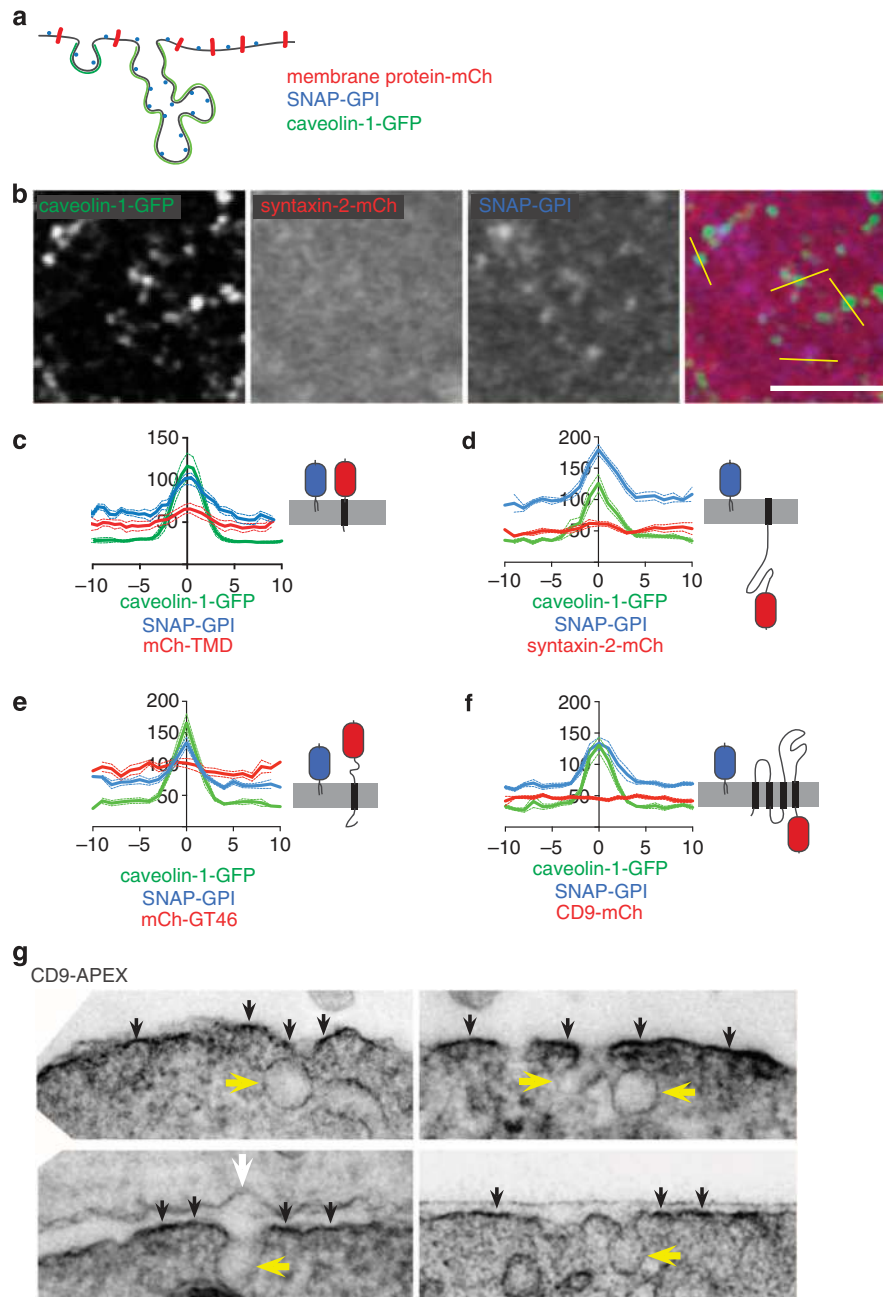 a
membrane protein-mCh
SNAP-GPI
caveolin-1-GFP
b
caveolin-1-GFP
syntaxin-2-mCh
SNAP-GPI
c
150
100
50
−10
−5
0
5
10
caveolin-1-GFP
SNAP-GPI
mCh-TMD
d
200
150
100
50
−10
−5
0
5
10
caveolin-1-GFP
SNAP-GPI
syntaxin-2-mCh
e
200
150
100
50
−10
−5
0
5
10
caveolin-1-GFP
SNAP-GPI
mCh-GT46
f
200
150
100
50
−10
−5
0
5
10
caveolin-1-GFP
SNAP-GPI
CD9-mCh
g
CD9-APEX